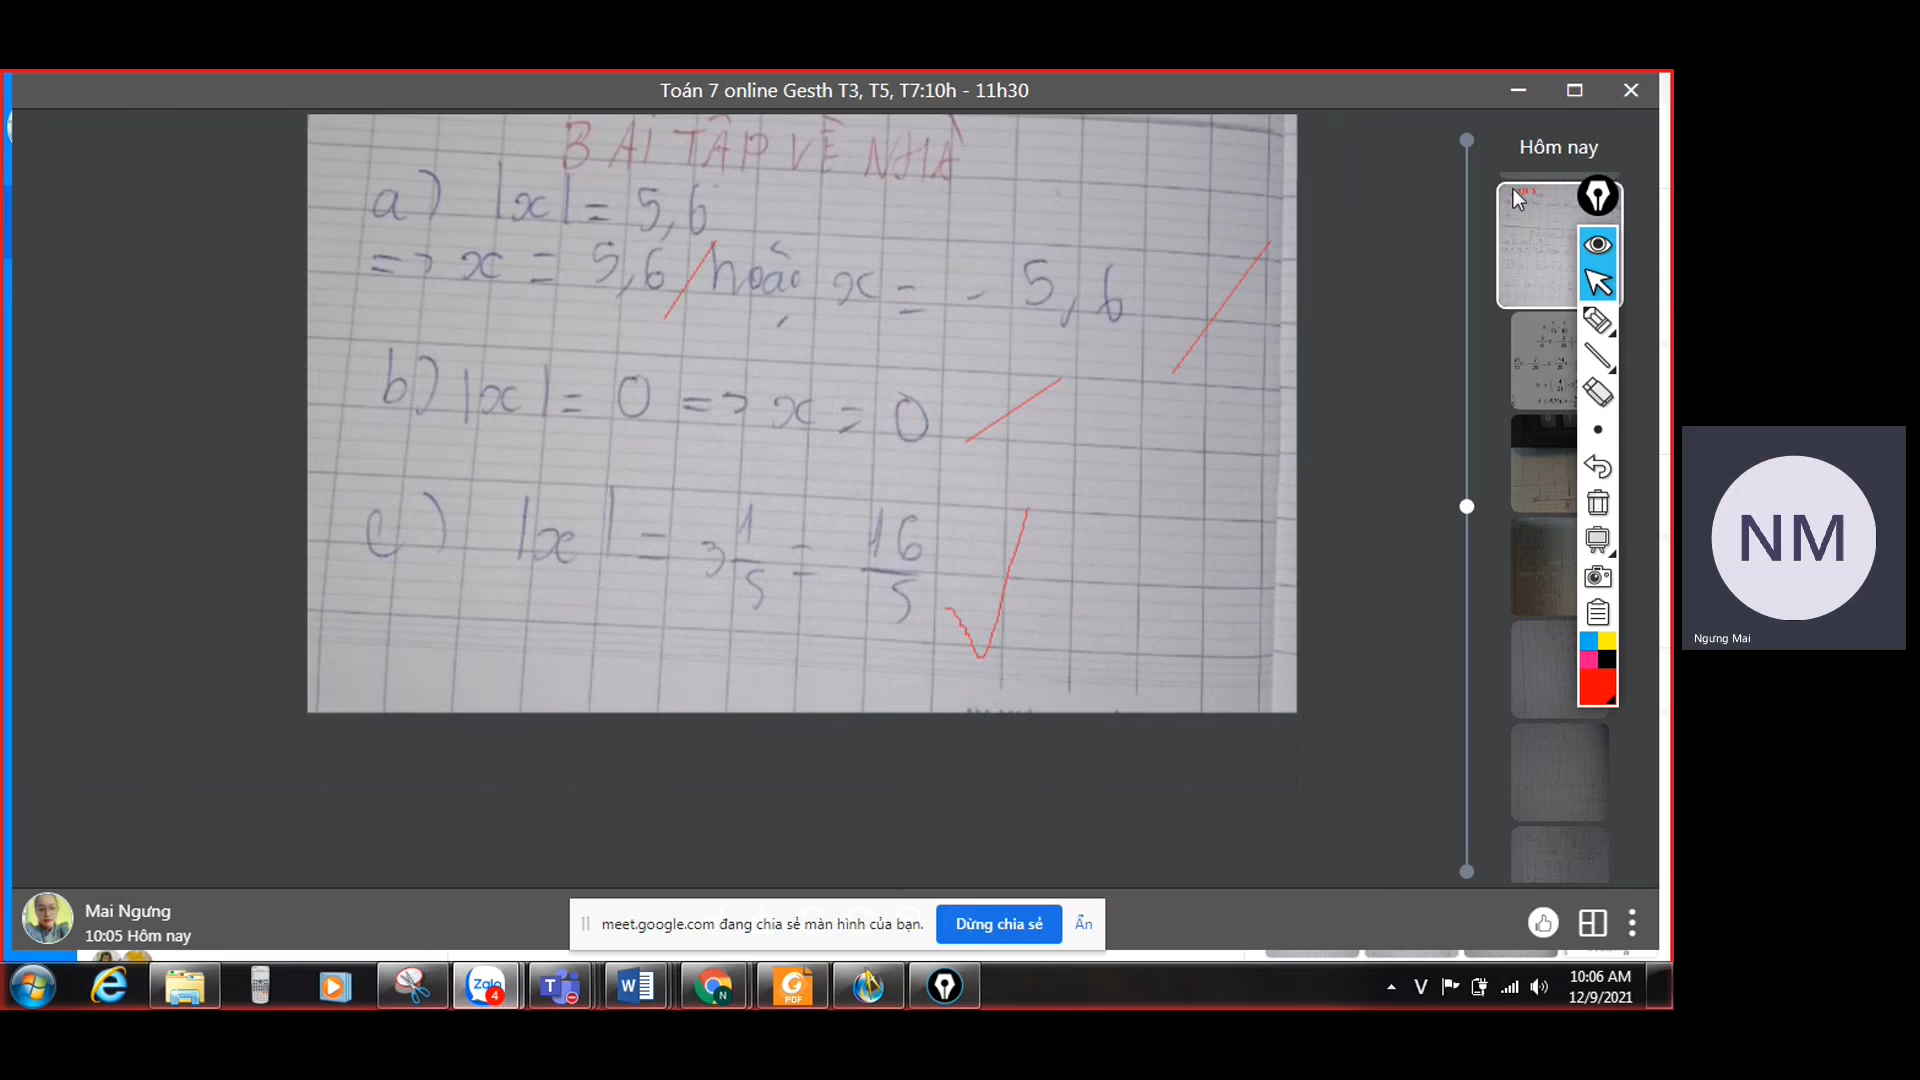 Toán 7 online Gesth T3, T5, T7:10h - 11h30
Hôm nay
BÀI TẬP VỀ NHÀ
a) |x| = 5,6
=> x = 5,6 hoặc x = - 5,6
b) |x| = 0 => x = 0
c) |x| = 3 1/5 = 16/5
NM
Ngưng Mai
Mai Ngưng
10:05 Hôm nay
meet.google.com đang chia sẻ màn hình của bạn.
Dừng chia sẻ
Ẩn
Zalo
4
T
W
N
PDF
V
10:06 AM
12/9/2021